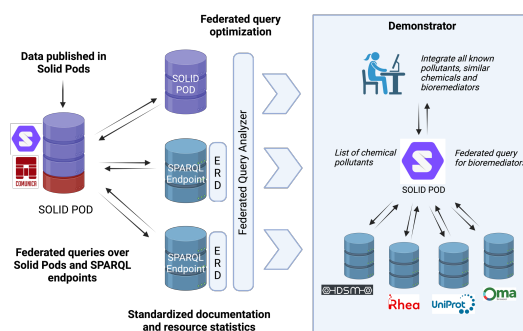 Federated query
optimization
Demonstrator
Data published in
Solid Pods
SOLID
POD
Integrate all known
pollutants, similar
chemicals and
bioremediators
COMUNICA
SPARQL
Endpoint
ERD
Federated Query Analyzer
List of chemical
pollutants
Federated query
for bioremediators
SOLID POD
SOLID POD
Federated queries over
Solid Pods and SPARQL
endpoints
SPARQL
Endpoint
ERD
IDSM
Rhea
UniProt
Oma
Standardized documentation
and resource statistics